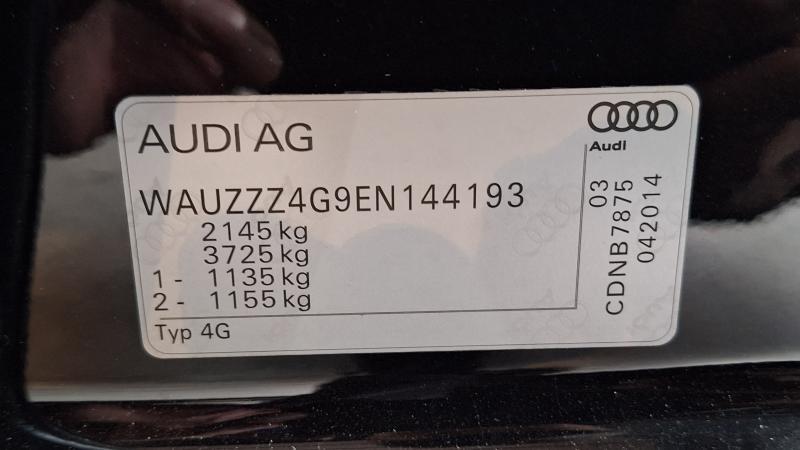 AUDI AG
Audi
WAUZZZ4G9EN144193
2145 kg
3725 kg
1 - 1135 kg
2 - 1155 kg
Typ 4G
03
CDNB7875
042014